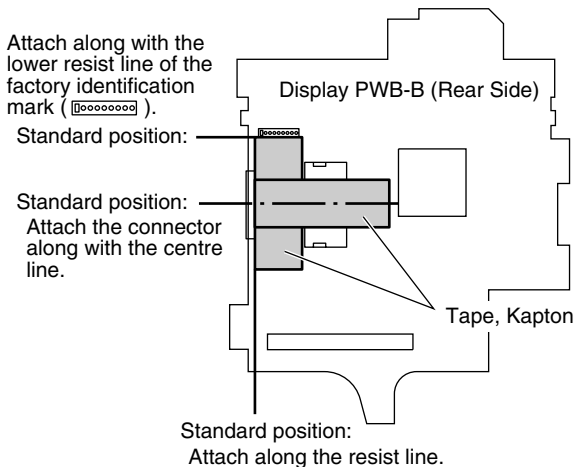 Attach along with the
lower resist line of the
factory identification
mark ( ).
Standard position:
Display PWB-B (Rear Side)
Standard position:
Attach the connector
along with the centre
line.
Tape, Kapton
Standard position:
Attach along the resist line.